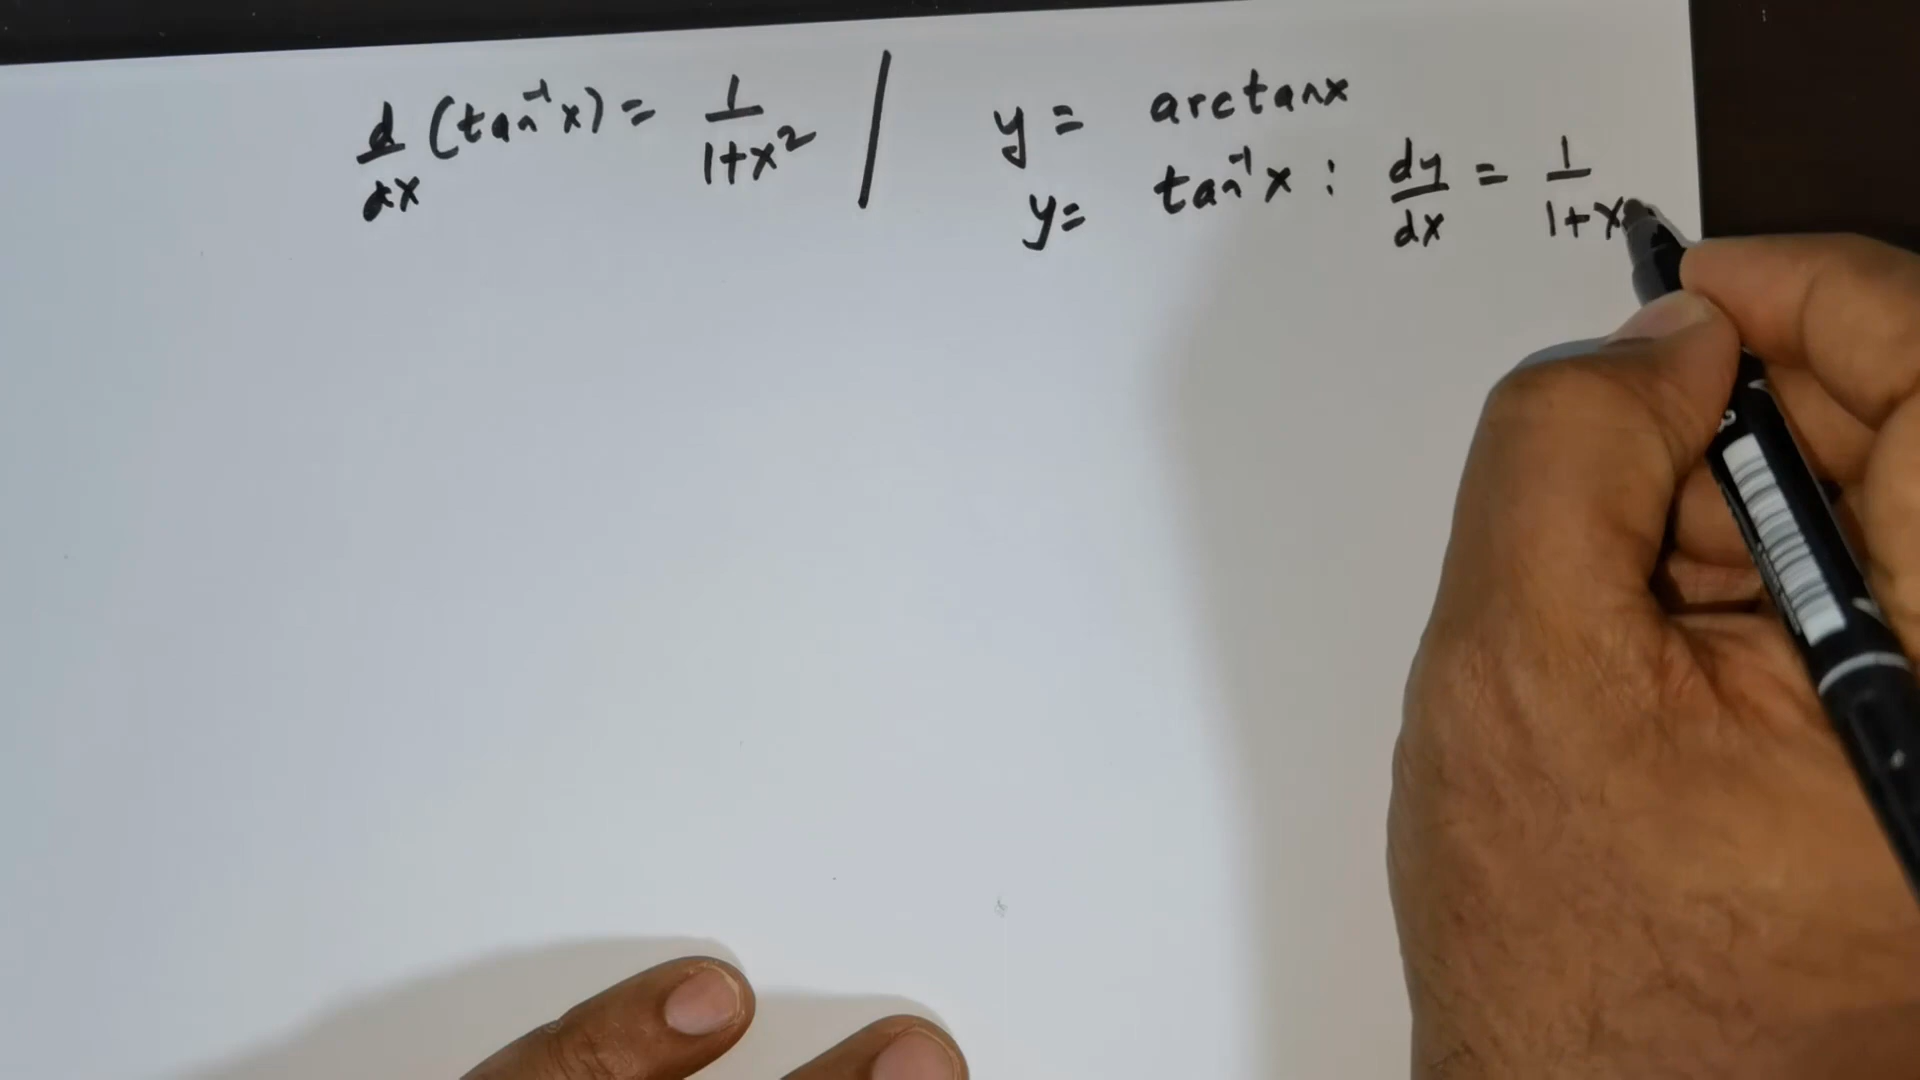 d/dx (tan⁻¹x) = 1/(1+x²)
y = arctanx
y = tan⁻¹x : dy/dx = 1/(1+x